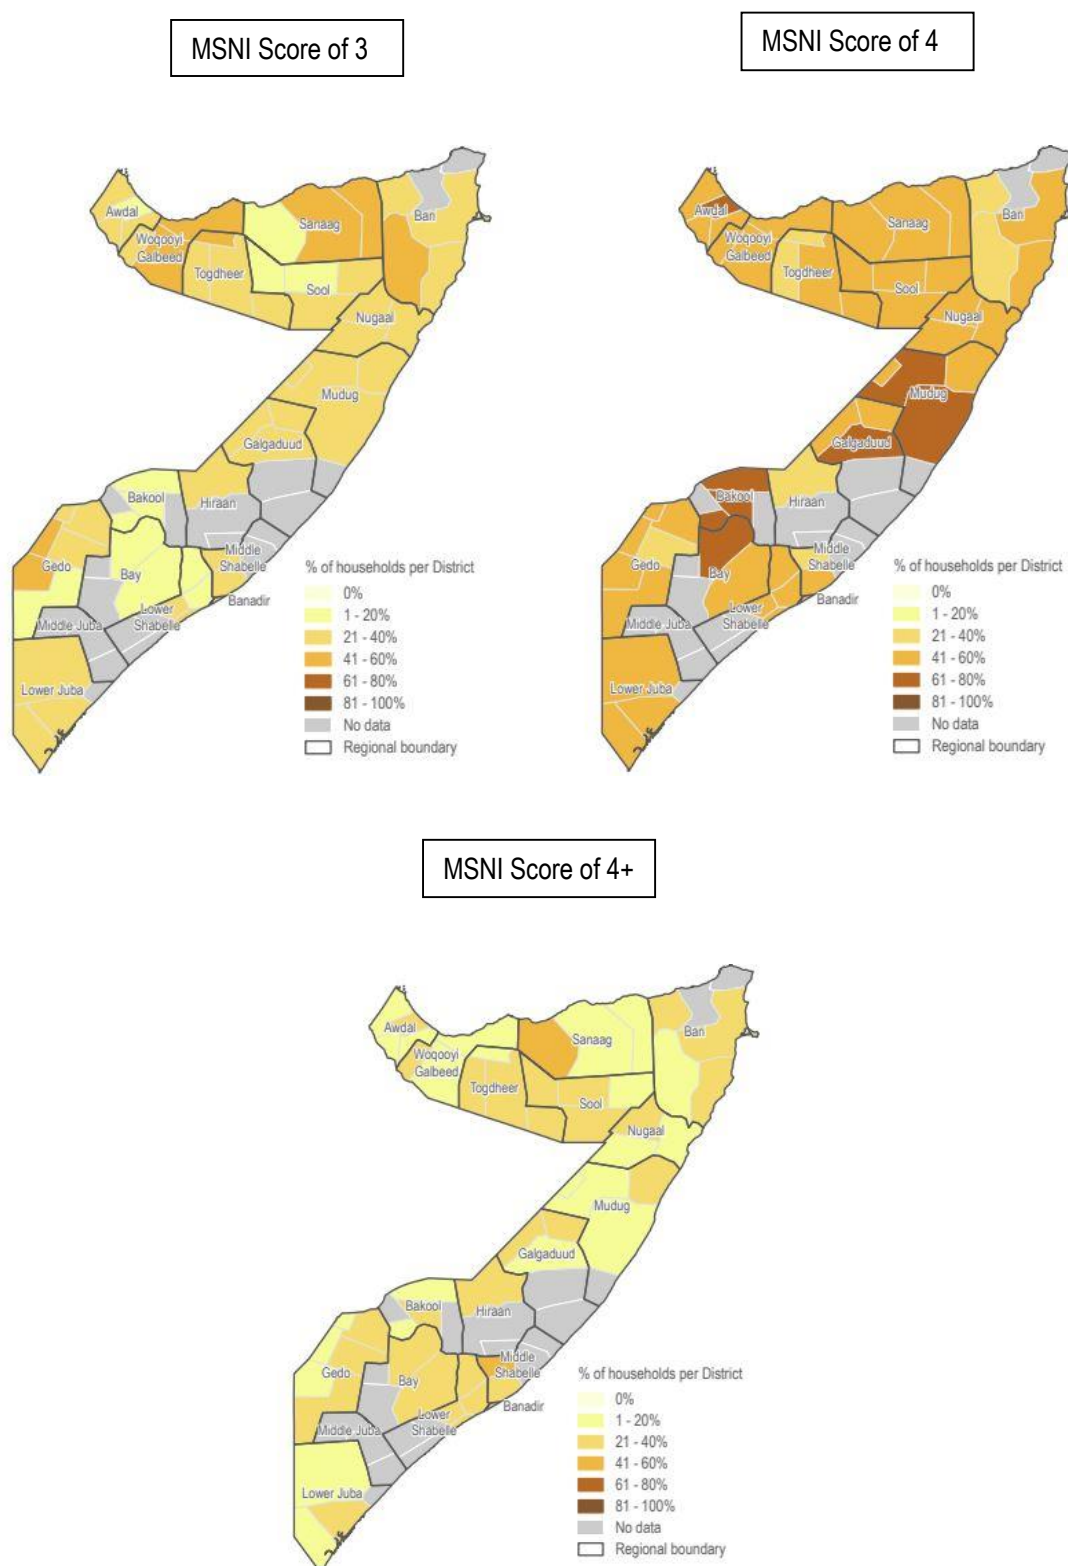 MSNI Score of 3
MSNI Score of 4
Awdal
Woqooyi
Galbeed
Togdheer
Sanaag
Sool
Bari
Nugaal
Mudug
Galgaduud
Hiraan
Bakool
Gedo
Bay
Middle
Shabelle
Banadir
Lower
Shabelle
Middle Juba
Lower Juba
% of households per District
0%
1 - 20%
21 - 40%
41 - 60%
61 - 80%
81 - 100%
No data
Regional boundary
Awdal
Woqooyi
Galbeed
Togdheer
Sanaag
Sool
Bari
Nugaal
Mudug
Galgaduud
Hiraan
Bakool
Gedo
Bay
Middle
Shabelle
Banadir
Lower
Shabelle
Middle Juba
Lower Juba
% of households per District
0%
1 - 20%
21 - 40%
41 - 60%
61 - 80%
81 - 100%
No data
Regional boundary
MSNI Score of 4+
Awdal
Woqooyi
Galbeed
Togdheer
Sanaag
Sool
Bari
Nugaal
Mudug
Galgaduud
Hiraan
Bakool
Gedo
Bay
Middle
Shabelle
Banadir
Lower
Shabelle
Middle Juba
Lower Juba
% of households per District
0%
1 - 20%
21 - 40%
41 - 60%
61 - 80%
81 - 100%
No data
Regional boundary